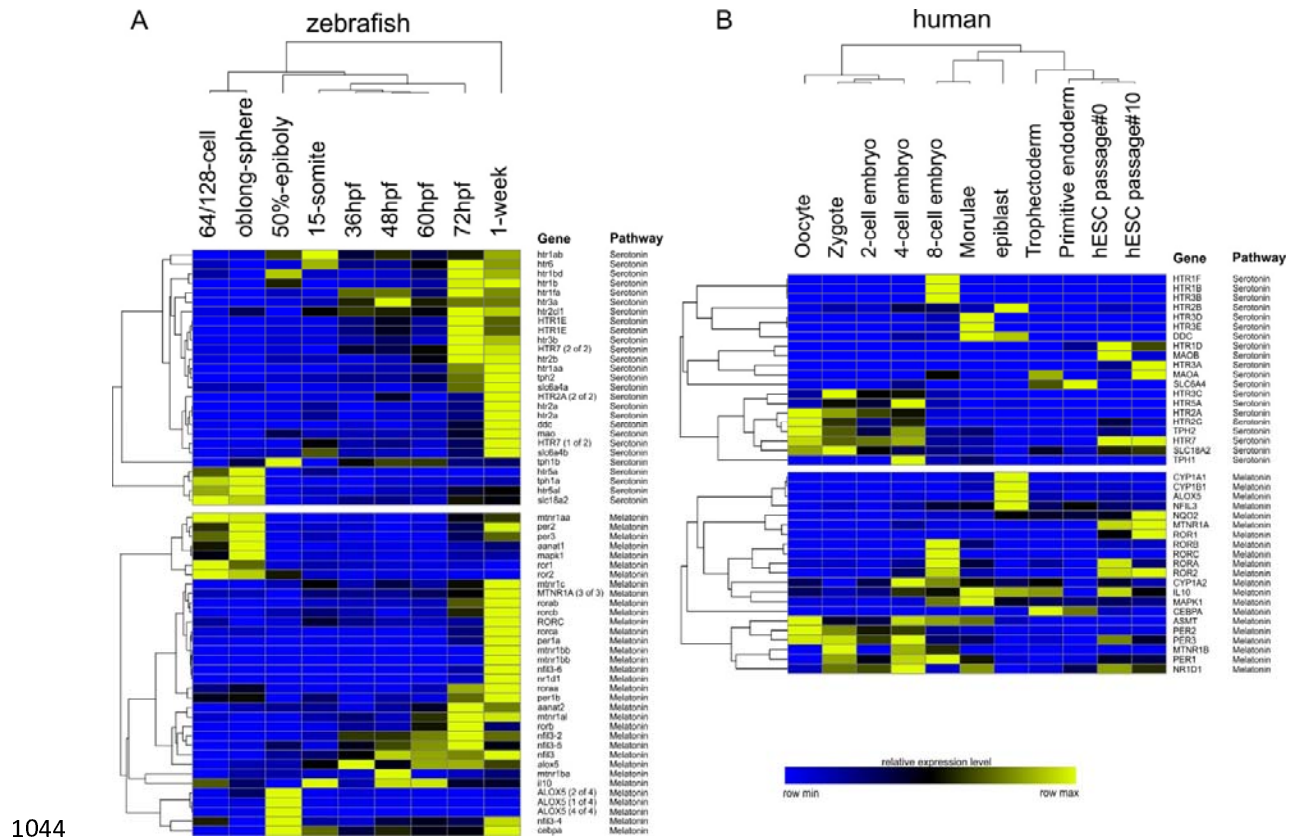 A
zebrafish
64/128-cell
oblong-sphere
50%-epiboly
15-somite
36hpf
48hpf
60hpf
72hpf
1-week
Gene Pathway
htr1ab Serotonin
htr6 Serotonin
htr1bd Serotonin
htr1b Serotonin
htr1fa Serotonin
htr3a Serotonin
htr2cl1 Serotonin
HTR1E Serotonin
HTR1E Serotonin
htr3b Serotonin
HTR7 (2 of 2) Serotonin
htr2b Serotonin
htr1aa Serotonin
tph2 Serotonin
slc6a4a Serotonin
HTR2A (2 of 2) Serotonin
htr2a Serotonin
htr2a Serotonin
ddc Serotonin
mao Serotonin
HTR7 (1 of 2) Serotonin
slc6a4b Serotonin
tph1b Serotonin
htr5a Serotonin
tph1a Serotonin
htr5al Serotonin
slc18a2 Serotonin
mtnr1aa Melatonin
per2 Melatonin
per3 Melatonin
aanat1 Melatonin
mapk1 Melatonin
ror1 Melatonin
ror2 Melatonin
mtnr1c Melatonin
MTNR1A (3 of 3) Melatonin
rorab Melatonin
rorcb Melatonin
RORC Melatonin
rorca Melatonin
per1a Melatonin
mtnr1bb Melatonin
mtnr1bb Melatonin
nfil3-6 Melatonin
nr1d1 Melatonin
roraa Melatonin
per1b Melatonin
aanat2 Melatonin
mtnr1al Melatonin
rorb Melatonin
nfil3-2 Melatonin
nfil3-5 Melatonin
nfil3 Melatonin
alox5 Melatonin
mtnr1ba Melatonin
il10 Melatonin
ALOX5 (2 of 4) Melatonin
ALOX5 (1 of 4) Melatonin
ALOX5 (4 of 4) Melatonin
nfil3-4 Melatonin
cebpa Melatonin
B
human
Oocyte
Zygote
2-cell embryo
4-cell embryo
8-cell embryo
Morulae
epiblast
Trophectoderm
Primitive endoderm
hESC passage#0
hESC passage#10
Gene Pathway
HTR1F Serotonin
HTR1B Serotonin
HTR3B Serotonin
HTR2B Serotonin
HTR3D Serotonin
HTR3E Serotonin
DDC Serotonin
HTR1D Serotonin
MAOB Serotonin
HTR3A Serotonin
MAOA Serotonin
SLC6A4 Serotonin
HTR3C Serotonin
HTR5A Serotonin
HTR2A Serotonin
HTR2C Serotonin
TPH2 Serotonin
HTR7 Serotonin
SLC18A2 Serotonin
TPH1 Serotonin
CYP1A1 Melatonin
CYP1B1 Melatonin
ALOX5 Melatonin
NFIL3 Melatonin
NQO2 Melatonin
MTNR1A Melatonin
ROR1 Melatonin
RORB Melatonin
RORC Melatonin
RORA Melatonin
ROR2 Melatonin
CYP1A2 Melatonin
IL10 Melatonin
MAPK1 Melatonin
CEBPA Melatonin
ASMT Melatonin
PER2 Melatonin
PER3 Melatonin
MTNR1B Melatonin
PER1 Melatonin
NR1D1 Melatonin
relative expression level
row min row max
1044